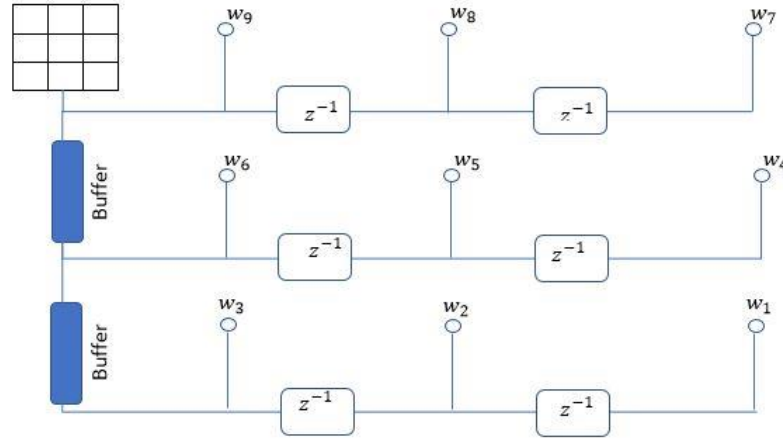 w₉ w₈ w₇
z⁻¹ z⁻¹
Buffer
w₆ w₅ w₄
z⁻¹ z⁻¹
Buffer
w₃ w₂ w₁
z⁻¹ z⁻¹